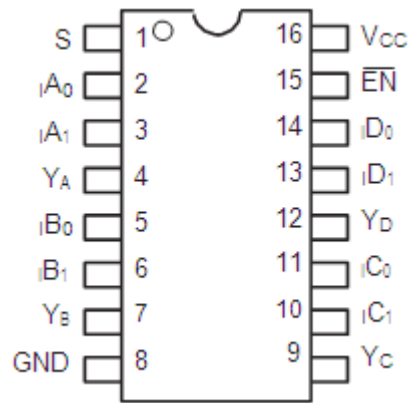 S 1 16 VCC
IA0 2 15 EN
IA1 3 14 ID0
YA 4 13 ID1
IB0 5 12 YD
IB1 6 11 IC0
YB 7 10 IC1
GND 8 9 YC